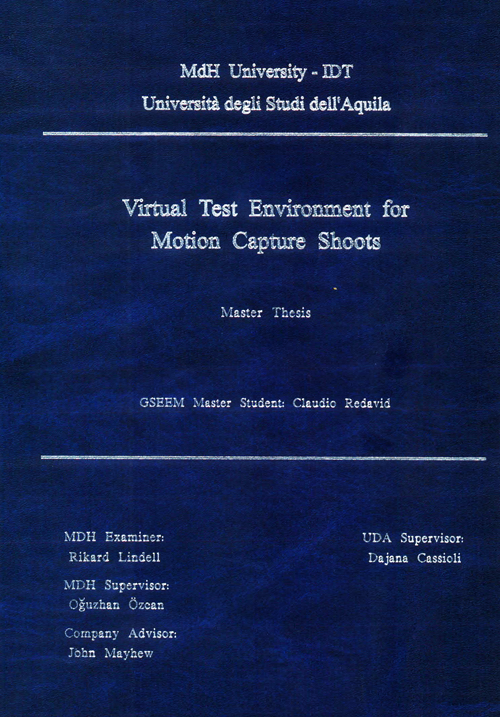 MdH University - IDT
Università degli Studi dell'Aquila
Virtual Test Environment for
Motion Capture Shoots
Master Thesis
GSEEM Master Student: Claudio Redavid
MDH Examiner:
Rikard Lindell
MDH Supervisor:
Oğuzhan Özcan
Company Advisor:
John Mayhew
UDA Supervisor:
Dajana Cassioli